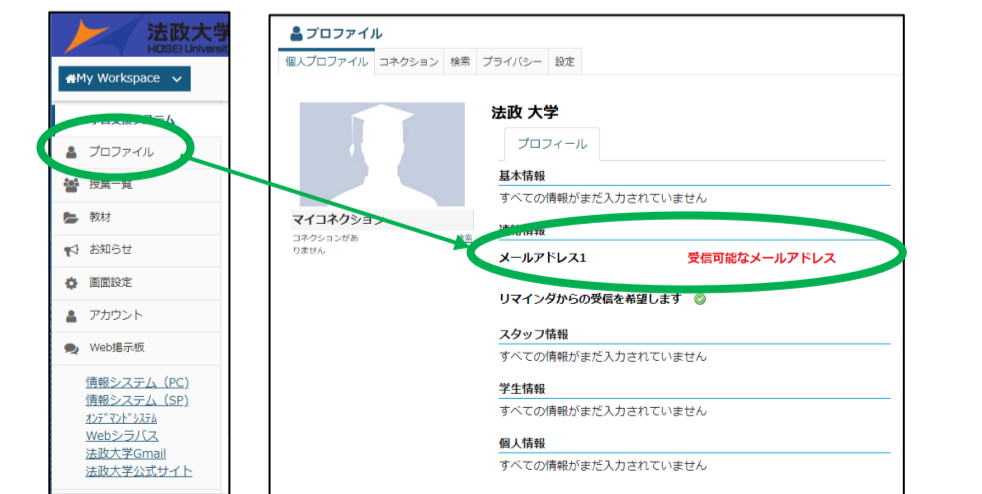 法政大学
HOSEI Universit
My Workspace
プロファイル
授業一覧
教材
お知らせ
画面設定
アカウント
Web掲示板
情報システム（PC)
情報システム（SP)
ｵﾝﾃﾞﾏﾝﾄﾞｼｽﾃﾑ
Webシラバス
法政大学Gmail
法政大学公式サイト
プロファイル
個人プロファイル コネクション 検索 プライバシー 設定
法政 大学
プロフィール
基本情報
すべての情報がまだ入力されていません
マイコネクション
コネクションがあ
りません
検索
連絡情報
メールアドレス1 受信可能なメールアドレス
リマインダからの受信を希望します
スタッフ情報
すべての情報がまだ入力されていません
学生情報
すべての情報がまだ入力されていません
個人情報
すべての情報がまだ入力されていません